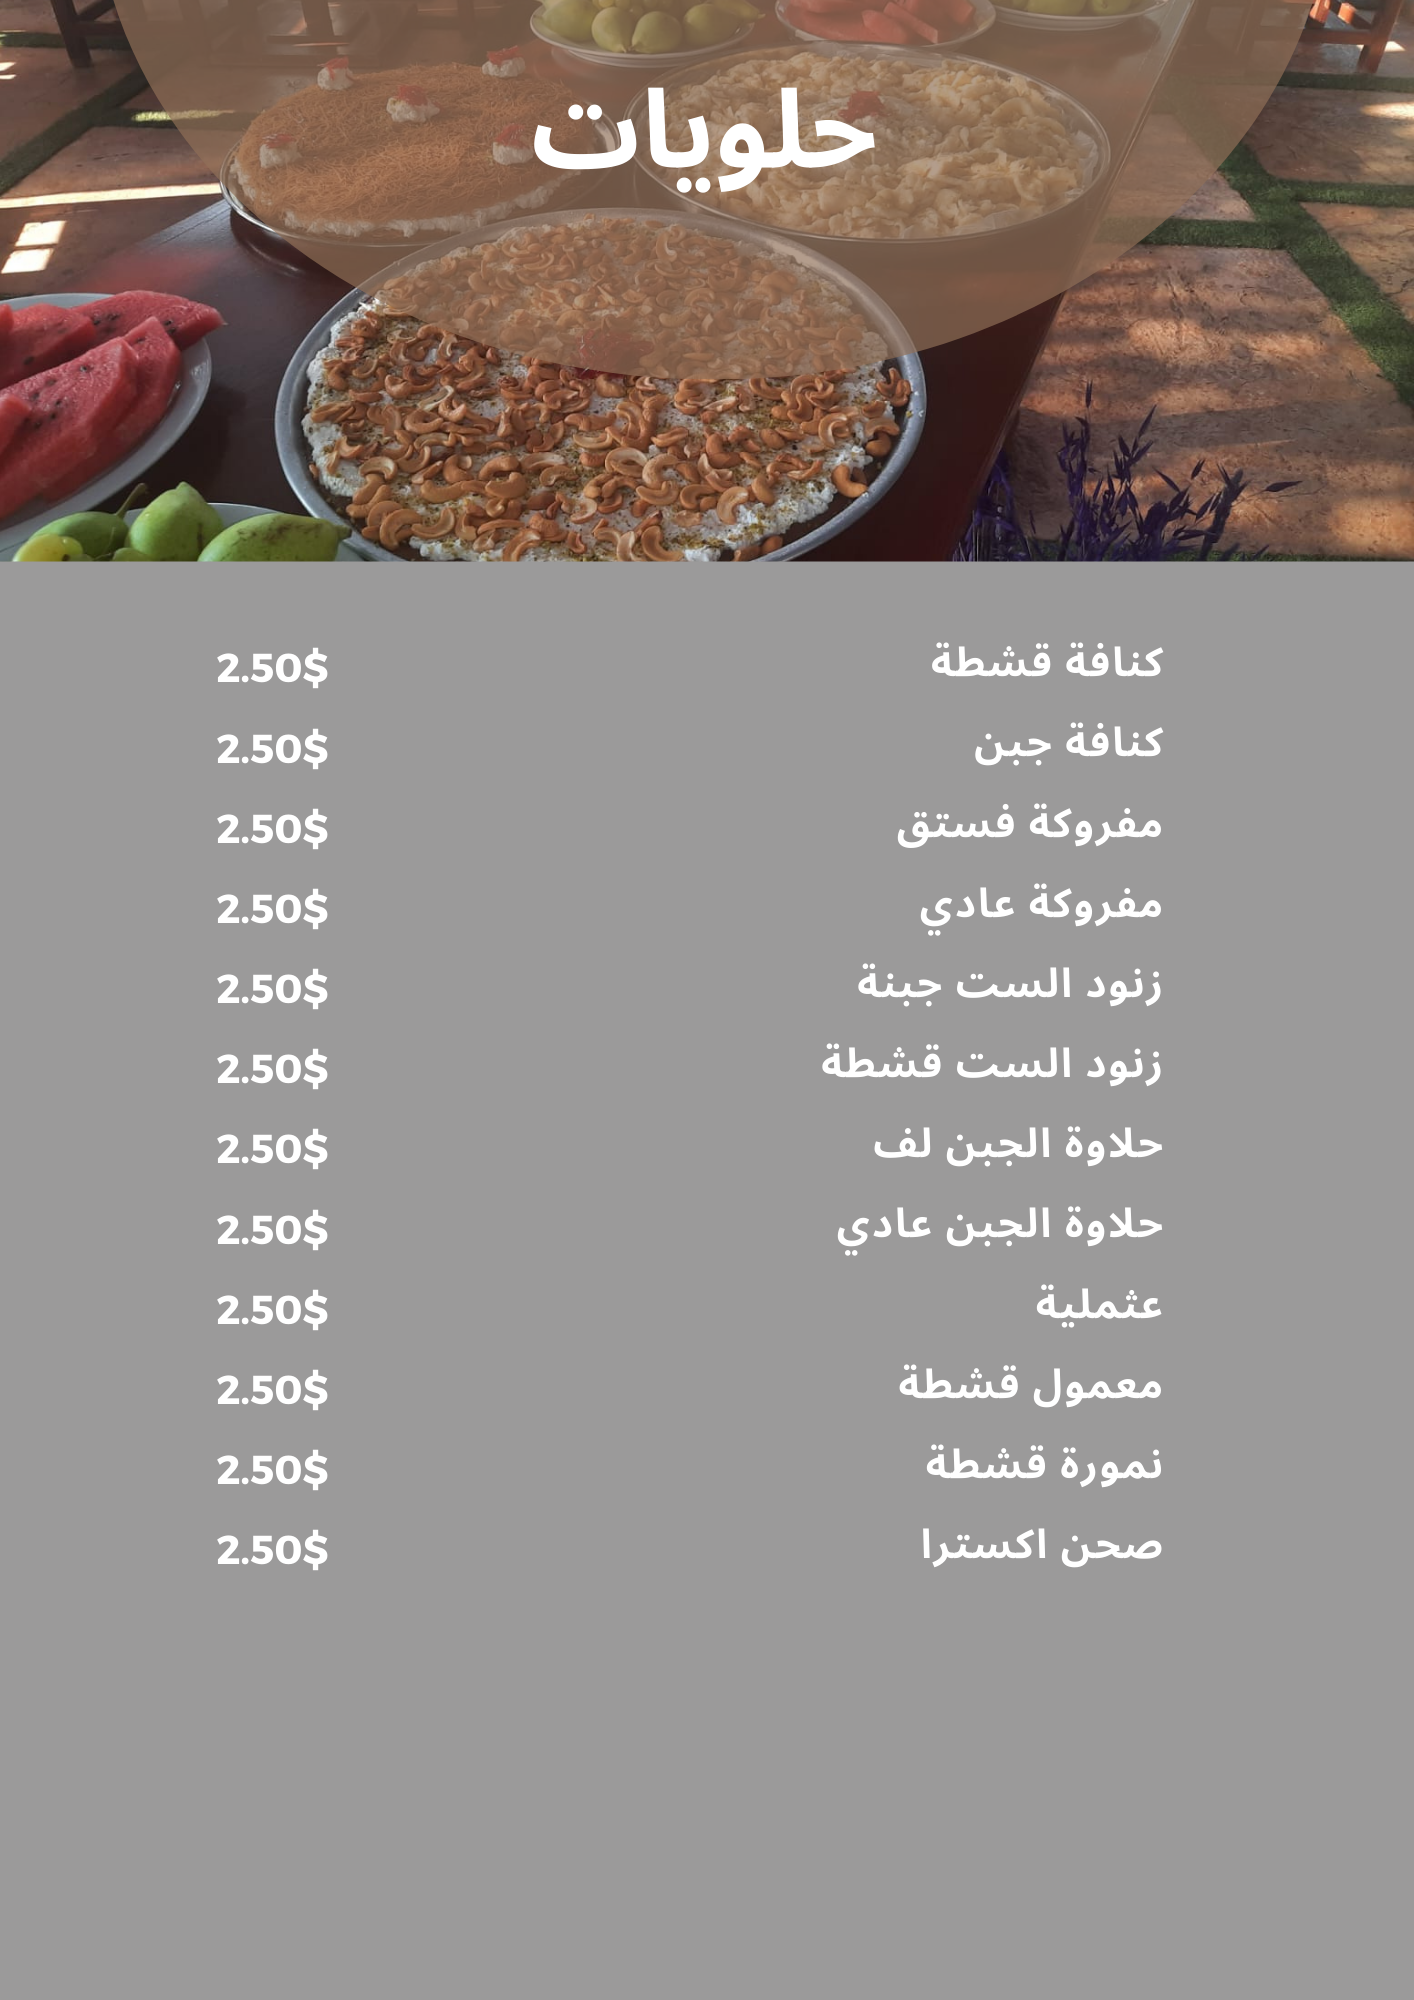 حلويات
كنافة قشطة 2.50$
كنافة جبن 2.50$
مفروكة فستق 2.50$
مفروكة عادي 2.50$
زنود الست جبنة 2.50$
زنود الست قشطة 2.50$
حلاوة الجبن لف 2.50$
حلاوة الجبن عادي 2.50$
عثملية 2.50$
معمول قشطة 2.50$
نمورة قشطة 2.50$
صحن اكسترا 2.50$